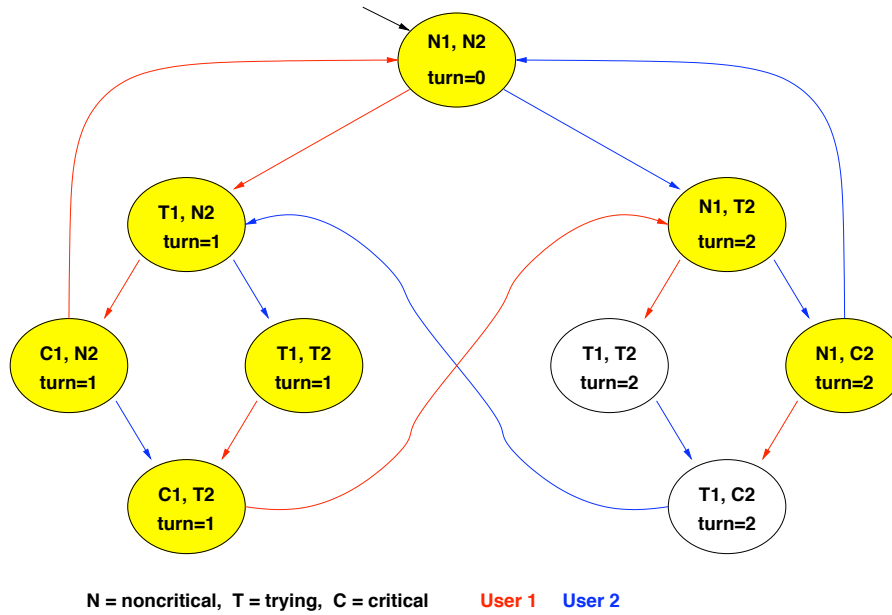 N1, N2
turn=0
T1, N2
turn=1
N1, T2
turn=2
C1, N2
turn=1
T1, T2
turn=1
T1, T2
turn=2
N1, C2
turn=2
C1, T2
turn=1
T1, C2
turn=2
N = noncritical, T = trying, C = critical User 1 User 2